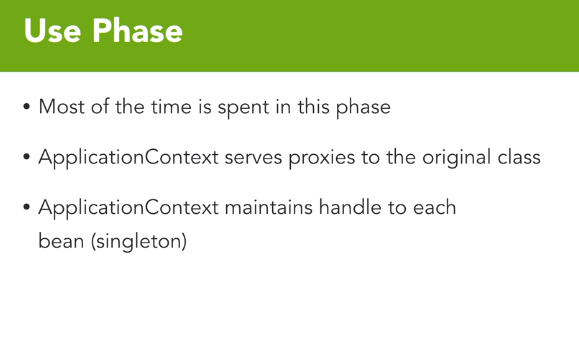 Use Phase
• Most of the time is spent in this phase
• ApplicationContext serves proxies to the original class
• ApplicationContext maintains handle to each
bean (singleton)